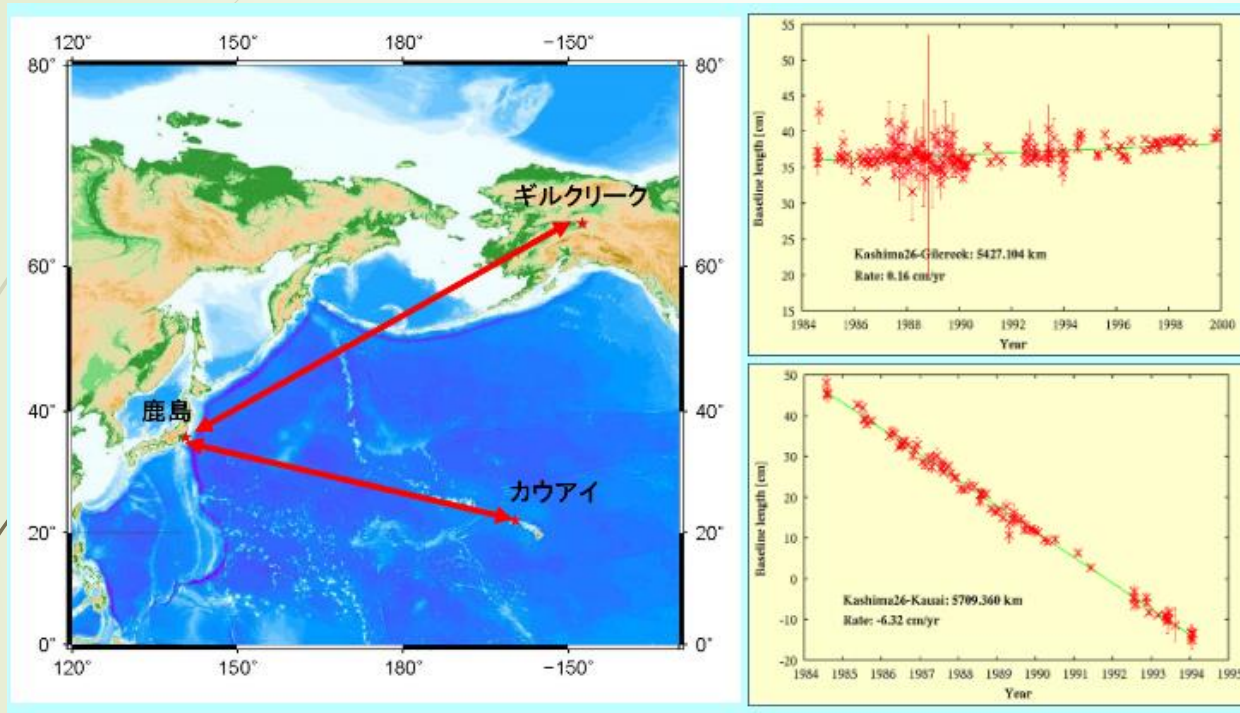 120° 150° 180° −150°
80° 80°
ギルクリーク
60° 60°
鹿島
40° 40°
カウアイ
20° 20°
0° 0°
120° 150° 180° −150°
55
50
45
40
35
30
25
20
15
Baseline length [cm]
Kashima26-Gilcreek: 5427.104 km
Rate: 0.16 cm/yr
1984 1986 1988 1990 1992 1994 1996 1998 2000
Year
50
40
30
20
10
0
-10
-20
Baseline length [cm]
Kashima26-Kauai: 5709.360 km
Rate: -6.32 cm/yr
1984 1985 1986 1987 1988 1989 1990 1991 1992 1993 1994 1995
Year